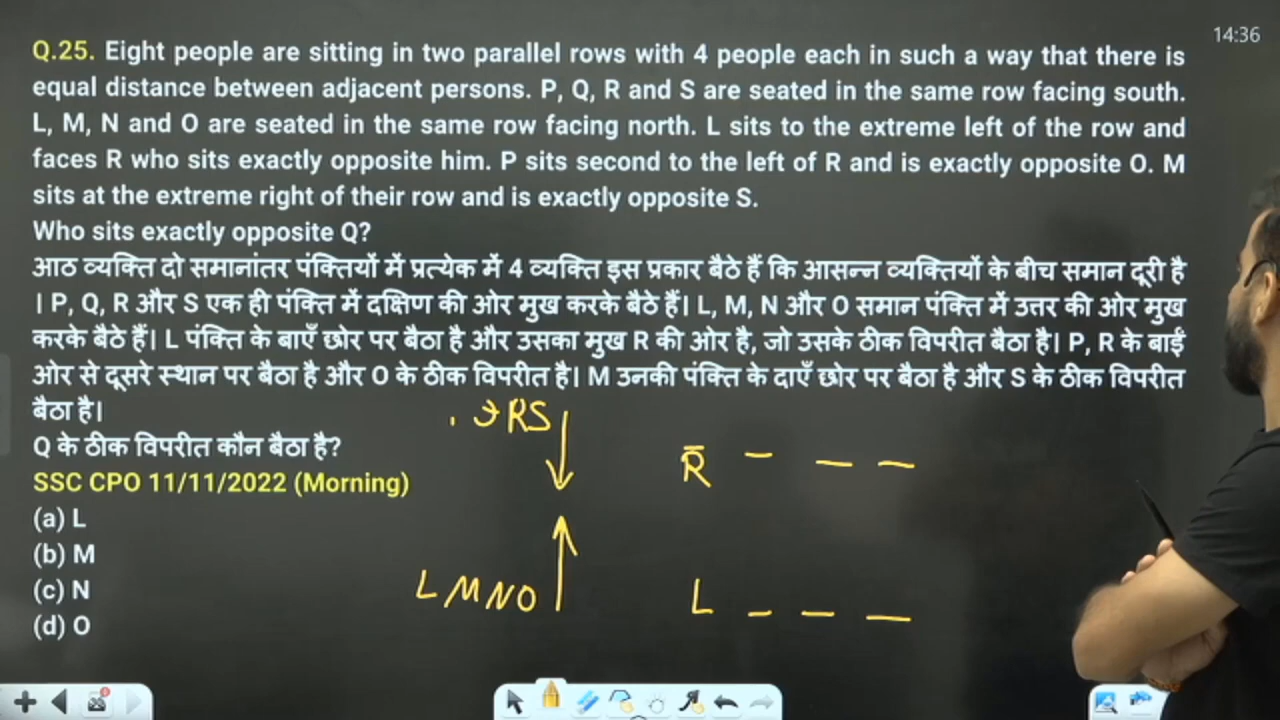 14:36
Q.25. Eight people are sitting in two parallel rows with 4 people each in such a way that there is
equal distance between adjacent persons. P, Q, R and S are seated in the same row facing south.
L, M, N and O are seated in the same row facing north. L sits to the extreme left of the row and
faces R who sits exactly opposite him. P sits second to the left of R and is exactly opposite O. M
sits at the extreme right of their row and is exactly opposite S.
Who sits exactly opposite Q?
आठ व्यक्ति दो समानांतर पंक्तियों में प्रत्येक में 4 व्यक्ति इस प्रकार बैठे हैं कि आसन्न व्यक्तियों के बीच समान दूरी है
। P, Q, R और S एक ही पंक्ति में दक्षिण की ओर मुख करके बैठे हैं। L, M, N और O समान पंक्ति में उत्तर की ओर मुख
करके बैठे हैं। L पंक्ति के बाएँ छोर पर बैठा है और उसका मुख R की ओर है, जो उसके ठीक विपरीत बैठा है। P, R के बाईं
ओर से दूसरे स्थान पर बैठा है और O के ठीक विपरीत है। M उनकी पंक्ति के दाएँ छोर पर बैठा है और S के ठीक विपरीत
बैठा है।
Q के ठीक विपरीत कौन बैठा है?
SSC CPO 11/11/2022 (Morning)
(a) L
(b) M
(c) N
(d) O
RS
R
LMNO
L